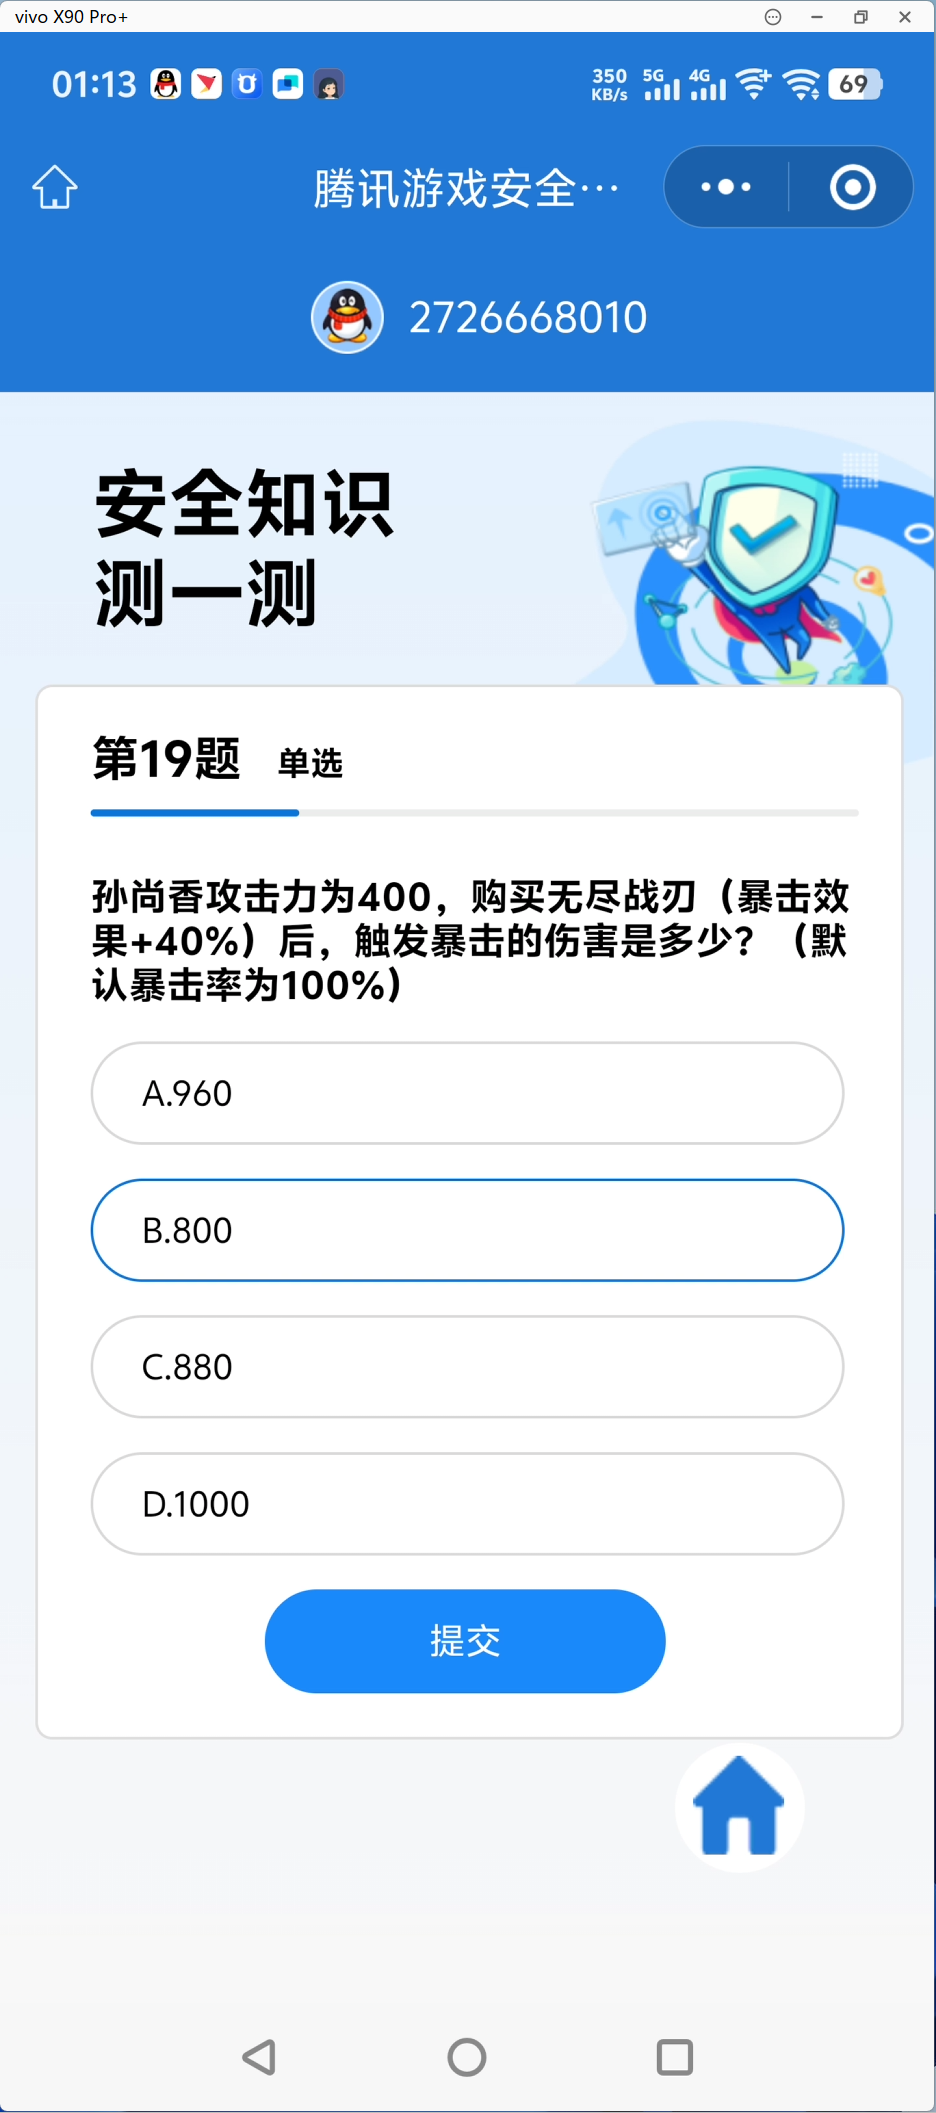 vivo X90 Pro+
01:13
350 KB/s 5G 4G 69
腾讯游戏安全…
2726668010
安全知识
测一测
第19题 单选
孙尚香攻击力为400，购买无尽战刃（暴击效
果+40%）后，触发暴击的伤害是多少？（默
认暴击率为100%）
A.960
B.800
C.880
D.1000
提交